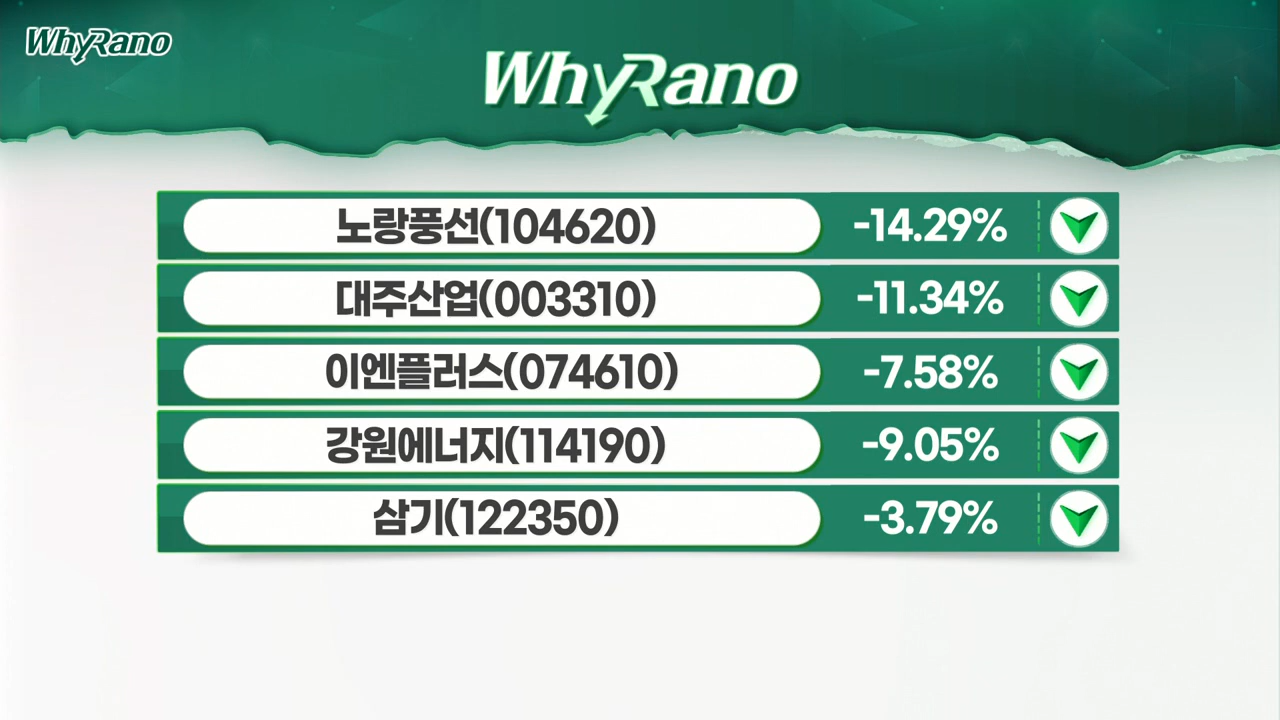 WhyRano
WhyRano
노랑풍선(104620) -14.29%
대주산업(003310) -11.34%
이엔플러스(074610) -7.58%
강원에너지(114190) -9.05%
삼기(122350) -3.79%